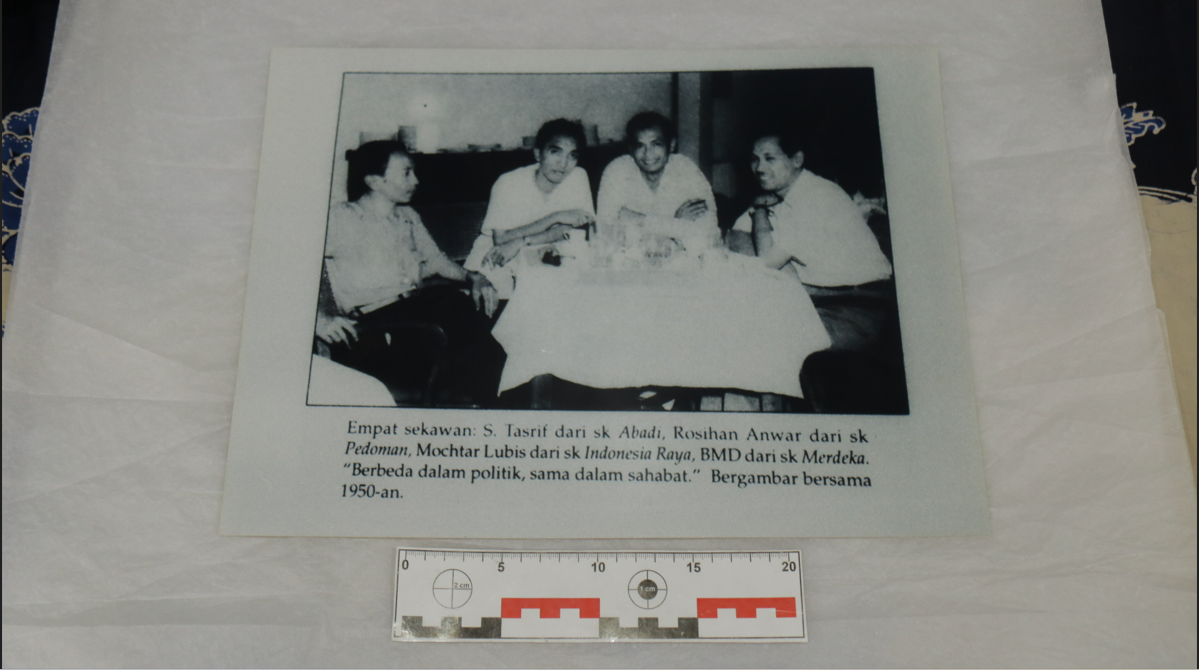 Empat sekawan: S. Tasrif dari sk Abadi, Rosihan Anwar dari sk
Pedoman, Mochtar Lubis dari sk Indonesia Raya, BMD dari sk Merdeka.
“Berbeda dalam politik, sama dalam sahabat.” Bergambar bersama
1950-an.
0 5 10 15 20
2 cm